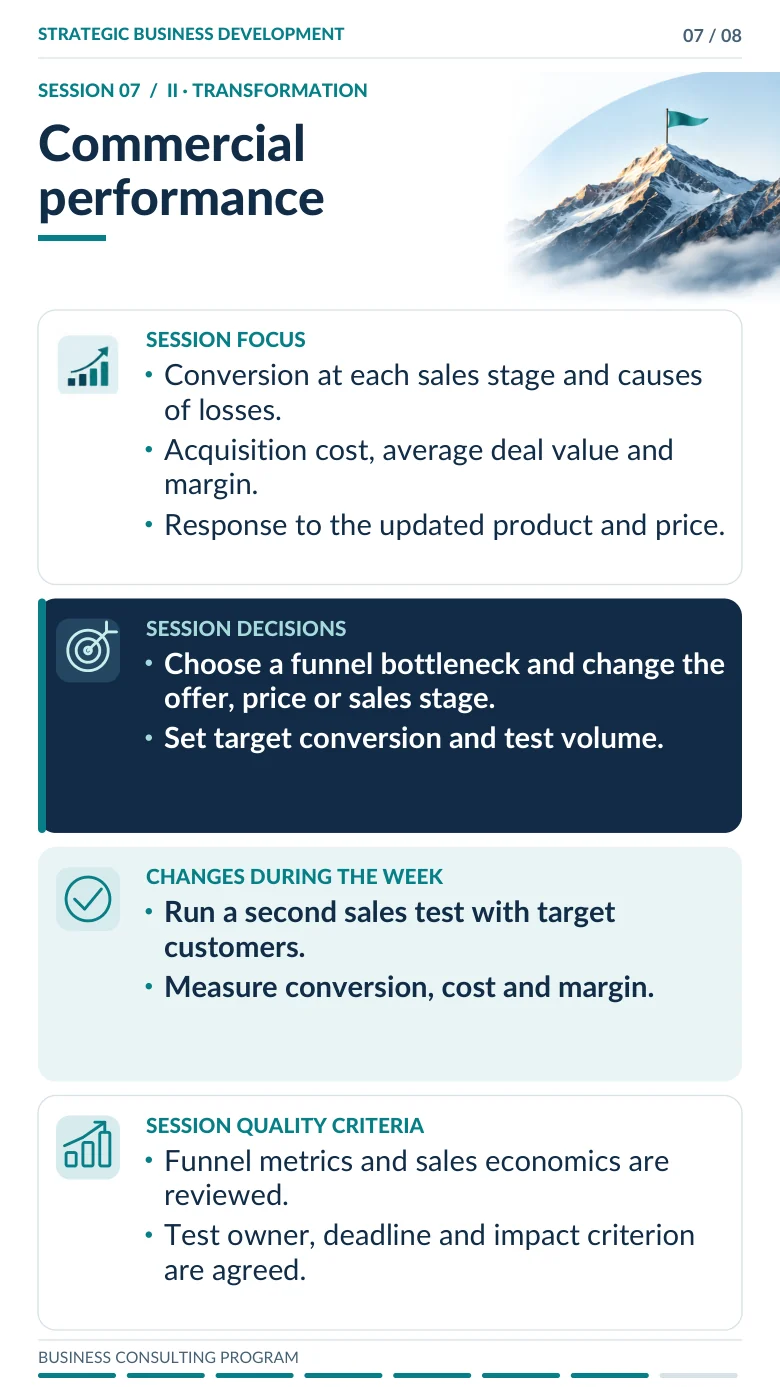 STRATEGIC BUSINESS DEVELOPMENT
07 / 08
SESSION 07 / II · TRANSFORMATION
Commercial
performance
SESSION FOCUS
• Conversion at each sales stage and causes
of losses.
• Acquisition cost, average deal value and
margin.
• Response to the updated product and price.
SESSION DECISIONS
• Choose a funnel bottleneck and change the
offer, price or sales stage.
• Set target conversion and test volume.
CHANGES DURING THE WEEK
• Run a second sales test with target
customers.
• Measure conversion, cost and margin.
SESSION QUALITY CRITERIA
• Funnel metrics and sales economics are
reviewed.
• Test owner, deadline and impact criterion
are agreed.
BUSINESS CONSULTING PROGRAM